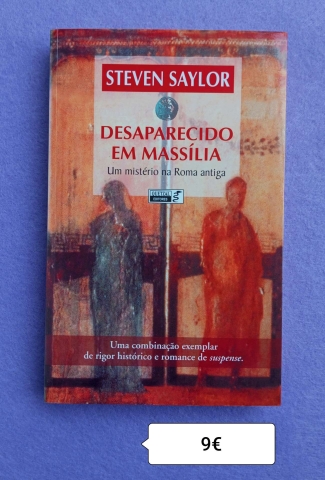 STEVEN SAYLOR
DESAPARECIDO
EM MASSÍLIA
Um mistério na Roma antiga
Uma combinação exemplar
de rigor histórico e romance de suspense.
9€